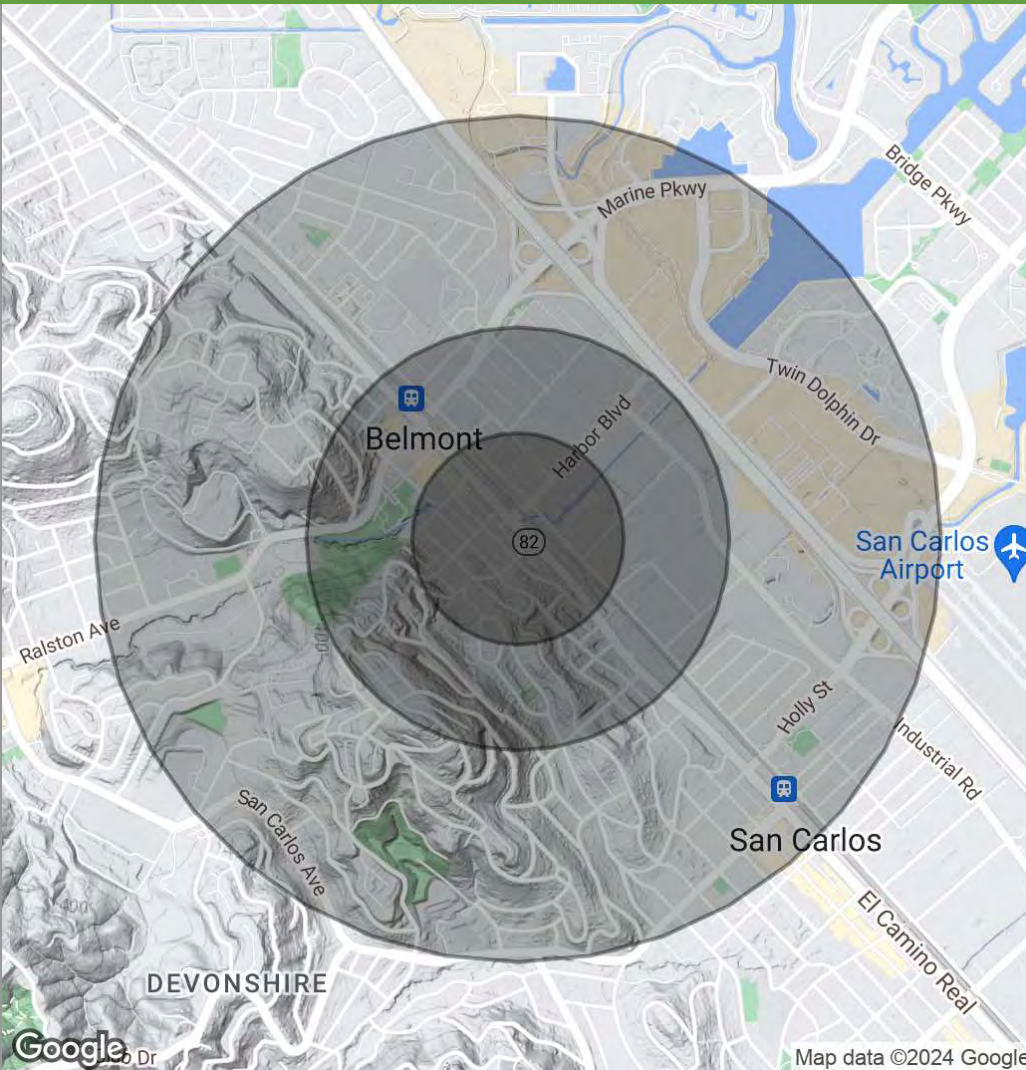 Bridge Pkwy
Marine Pkwy
Twin Dolphin Dr
Harbor Blvd
Belmont
82
San Carlos
Airport
Ralston Ave
Holly St
Industrial Rd
San Carlos Ave
San Carlos
El Camino Real
400
DEVONSHIRE
Google
Dr
Map data ©2024 Google